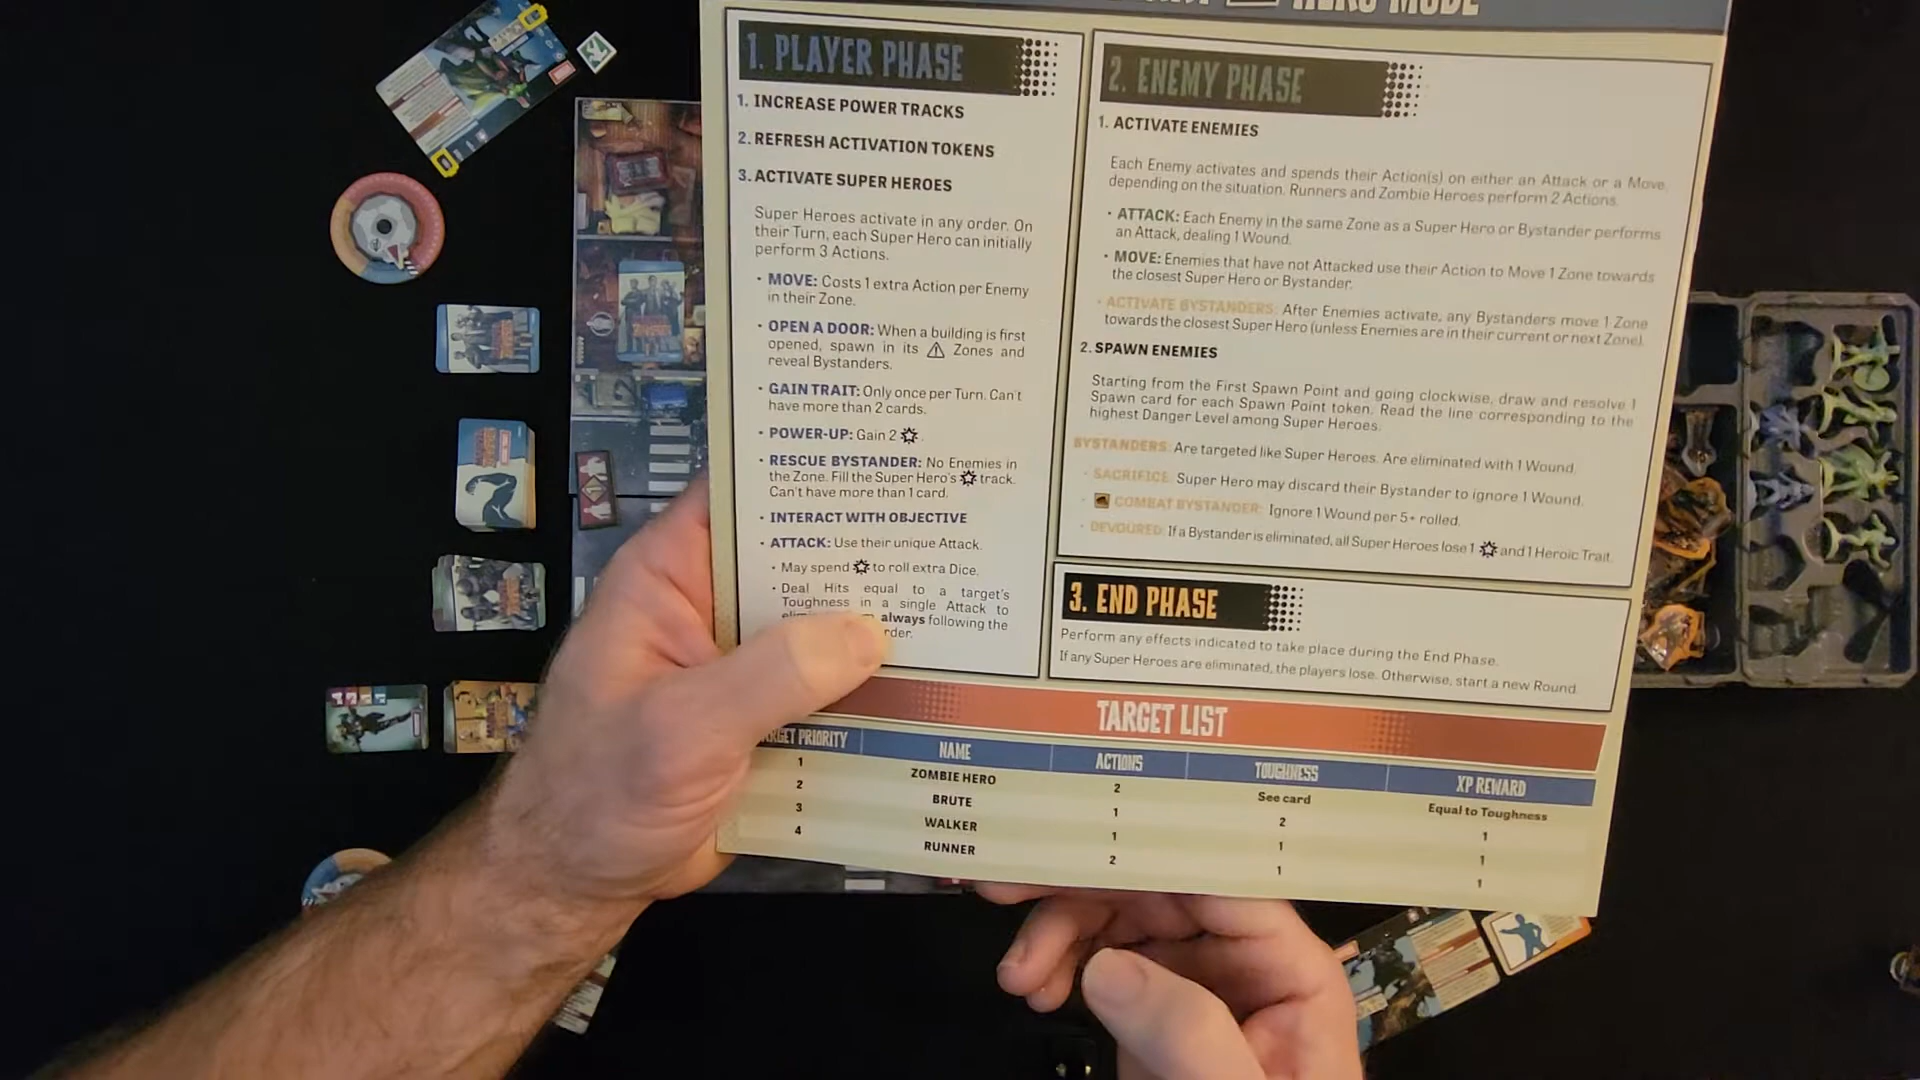 HERO MODE
1. PLAYER PHASE
1. INCREASE POWER TRACKS
2. REFRESH ACTIVATION TOKENS
3. ACTIVATE SUPER HEROES
Super Heroes activate in any order. On
their Turn, each Super Hero can initially
perform 3 Actions.
• MOVE: Costs 1 extra Action per Enemy
in their Zone.
• OPEN A DOOR: When a building is first
opened, spawn in its Zones and
reveal Bystanders.
• GAIN TRAIT: Only once per Turn. Can't
have more than 2 cards.
• POWER-UP: Gain 2 .
• RESCUE BYSTANDER: No Enemies in
the Zone. Fill the Super Hero's track.
Can't have more than 1 card.
• INTERACT WITH OBJECTIVE
• ATTACK: Use their unique Attack.
• May spend to roll extra Dice.
• Deal Hits equal to a target's
Toughness in a single Attack to
always following the
2. ENEMY PHASE
1. ACTIVATE ENEMIES
Each Enemy activates and spends their Action(s) on either an Attack or a Move
depending on the situation. Runners and Zombie Heroes perform 2 Actions.
• ATTACK: Each Enemy in the same Zone as a Super Hero or Bystander performs
an Attack, dealing 1 Wound.
• MOVE: Enemies that have not Attacked use their Action to Move 1 Zone towards
the closest Super Hero or Bystander.
• ACTIVATE BYSTANDERS: After Enemies activate, any Bystanders move 1 Zone
towards the closest Super Hero (unless Enemies are in their current or next Zone).
2. SPAWN ENEMIES
Starting from the First Spawn Point and going clockwise, draw and resolve 1
Spawn card for each Spawn Point token. Read the line corresponding to the
highest Danger Level among Super Heroes.
BYSTANDERS: Are targeted like Super Heroes. Are eliminated with 1 Wound.
• SACRIFICE: Super Hero may discard their Bystander to ignore 1 Wound.
• COMBAT BYSTANDER: Ignore 1 Wound per 5+ rolled.
• DEVOURED: If a Bystander is eliminated, all Super Heroes lose 1 and 1 Heroic Trait.
3. END PHASE
Perform any effects indicated to take place during the End Phase.
If any Super Heroes are eliminated, the players lose. Otherwise, start a new Round.
TARGET LIST
PRIORITY NAME ACTIONS TOUGHNESS XP REWARD
1 ZOMBIE HERO 2 See card Equal to Toughness
2 BRUTE 1 2 1
3 WALKER 1 1 1
4 RUNNER 2 1 1